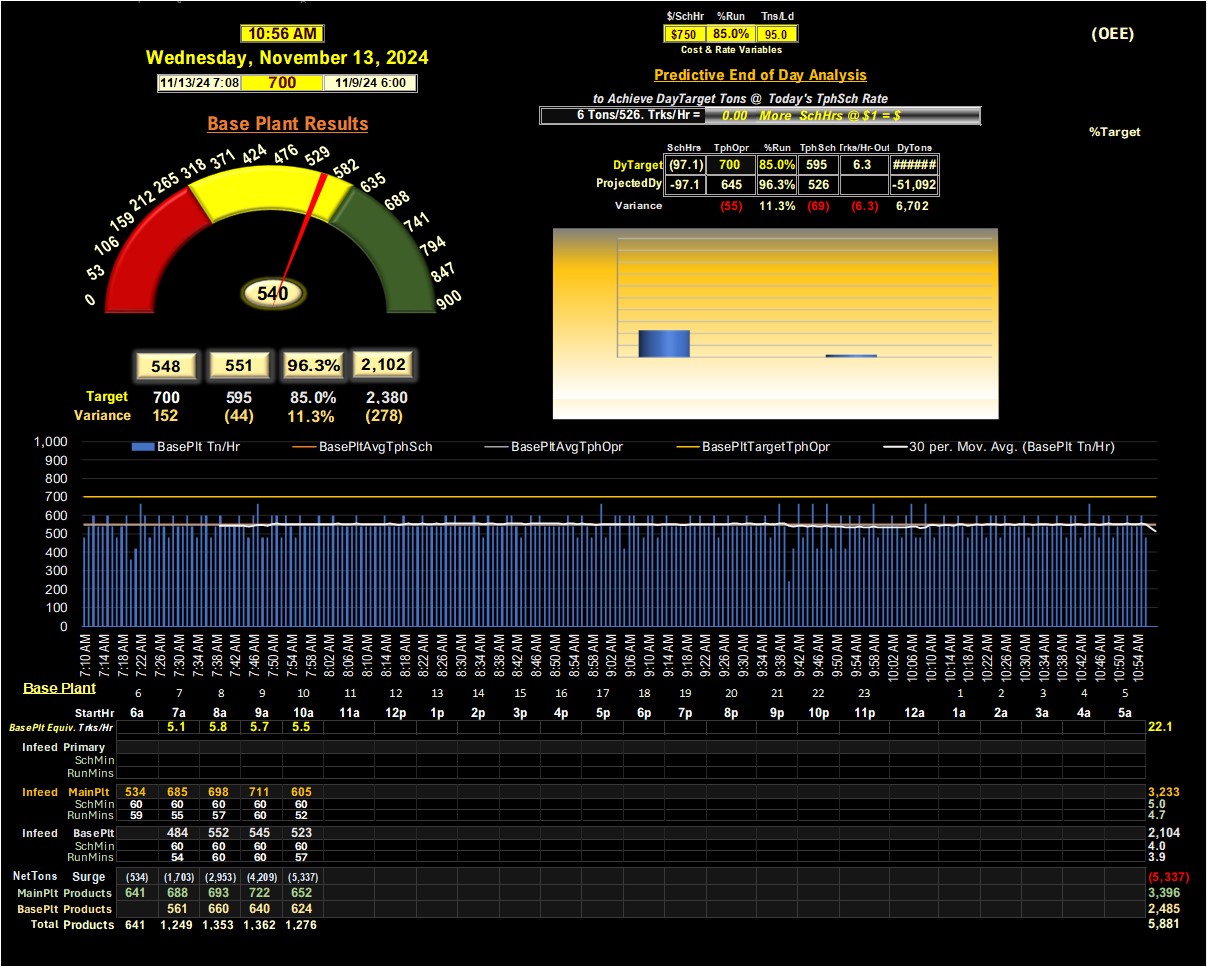 $/SchHr %Run Tns/Ld
10:56 AM $750 85.0% 95.0 (OEE)
Cost & Rate Variables
Wednesday, November 13, 2024
Predictive End of Day Analysis
11/13/24 7:08 700 11/9/24 6:00
to Achieve DayTarget Tons @ Today's TphSch Rate
6 Tons/526. Trks/Hr = 0.00 More SchHrs @ $1 = $
Base Plant Results
%Target
SchHrs TphOpr %Run TphSch Trks/Hr-Out DyTons
DyTarget (97.1) 700 85.0% 595 6.3 ######
ProjectedDy -97.1 645 96.3% 526 -51,092
Variance (55) 11.3% (69) (6.3) 6,702
0 53 106 159 212 265 318 371 424 476 529 582 635 688 741 794 847 900
540
548 551 96.3% 2,102
Target 700 595 85.0% 2,380
Variance 152 (44) 11.3% (278)
BasePlt Tn/Hr BasePltAvgTphSch BasePltAvgTphOpr BasePltTargetTphOpr 30 per. Mov. Avg. (BasePlt Tn/Hr)
1,000
900
800
700
600
500
400
300
200
100
0
7:10 AM 7:14 AM 7:18 AM 7:22 AM 7:26 AM 7:30 AM 7:34 AM 7:38 AM 7:42 AM 7:46 AM 7:50 AM 7:54 AM 7:58 AM 8:02 AM 8:06 AM 8:10 AM 8:14 AM 8:18 AM 8:22 AM 8:26 AM 8:30 AM 8:34 AM 8:38 AM 8:42 AM 8:46 AM 8:50 AM 8:54 AM 8:58 AM 9:02 AM 9:06 AM 9:10 AM 9:14 AM 9:18 AM 9:22 AM 9:26 AM 9:30 AM 9:34 AM 9:38 AM 9:42 AM 9:46 AM 9:50 AM 9:54 AM 9:58 AM 10:02 AM 10:06 AM 10:10 AM 10:14 AM 10:18 AM 10:22 AM 10:26 AM 10:30 AM 10:34 AM 10:38 AM 10:42 AM 10:46 AM 10:50 AM 10:54 AM
Base Plant 6 7 8 9 10 11 12 13 14 15 16 17 18 19 20 21 22 23 1 2 3 4 5
StartHr 6a 7a 8a 9a 10a 11a 12p 1p 2p 3p 4p 5p 6p 7p 8p 9p 10p 11p 12a 1a 2a 3a 4a 5a
BasePlt Equiv. Trks/Hr 5.1 5.8 5.7 5.5 22.1
Infeed Primary
SchMin
RunMins
Infeed MainPlt 534 685 698 711 605 3,233
SchMin 60 60 60 60 60 5.0
RunMins 59 55 57 60 52 4.7
Infeed BasePlt 484 552 545 523 2,104
SchMin 60 60 60 60 4.0
RunMins 54 60 60 57 3.9
NetTons Surge (534) (1,703) (2,953) (4,209) (5,337) (5,337)
MainPlt Products 641 688 693 722 652 3,396
BasePlt Products 561 660 640 624 2,485
Total Products 641 1,249 1,353 1,362 1,276 5,881